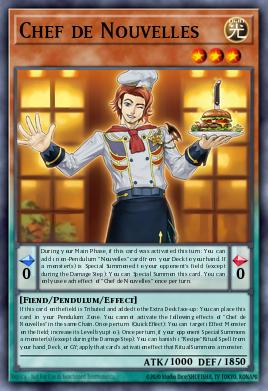 CHEF DE NOUVELLES
光
During your Main Phase, if this card was activated this turn: You can
add 1 non-Pendulum "Nouvelles" card from your Deck to your hand. If
a monster(s) is Special Summoned to your opponent's field (except
during the Damage Step): You can Special Summon this card. You can
only use each effect of "Chef de Nouvelles" once per turn.
0
0
[FIEND/PENDULUM/EFFECT]
If this card on the field is Tributed and added to the Extra Deck face-up: You can place this
card in your Pendulum Zone. You cannot activate the following effects of "Chef de
Nouvelles" in the same Chain. Once per turn (Quick Effect): You can target 1 Effect Monster
on the field; increase its Level by up to 3. Once per turn, if your opponent Special Summons
a monster(s) (except during the Damage Step): You can banish 1 "Recipe" Ritual Spell from
your hand, Deck, or GY; apply that card's activation effect that Ritual Summons a monster.
ATK/1000 DEF/1850